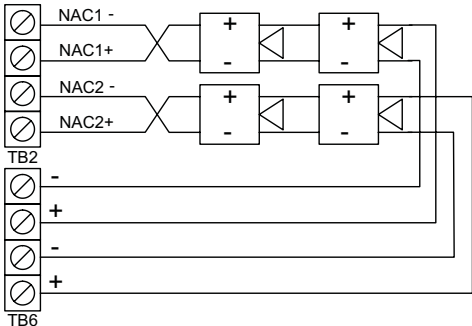 NAC1 -
+ +
NAC1+
- -
NAC2 -
+ +
NAC2+
- -
TB2
-
+
-
+
TB6